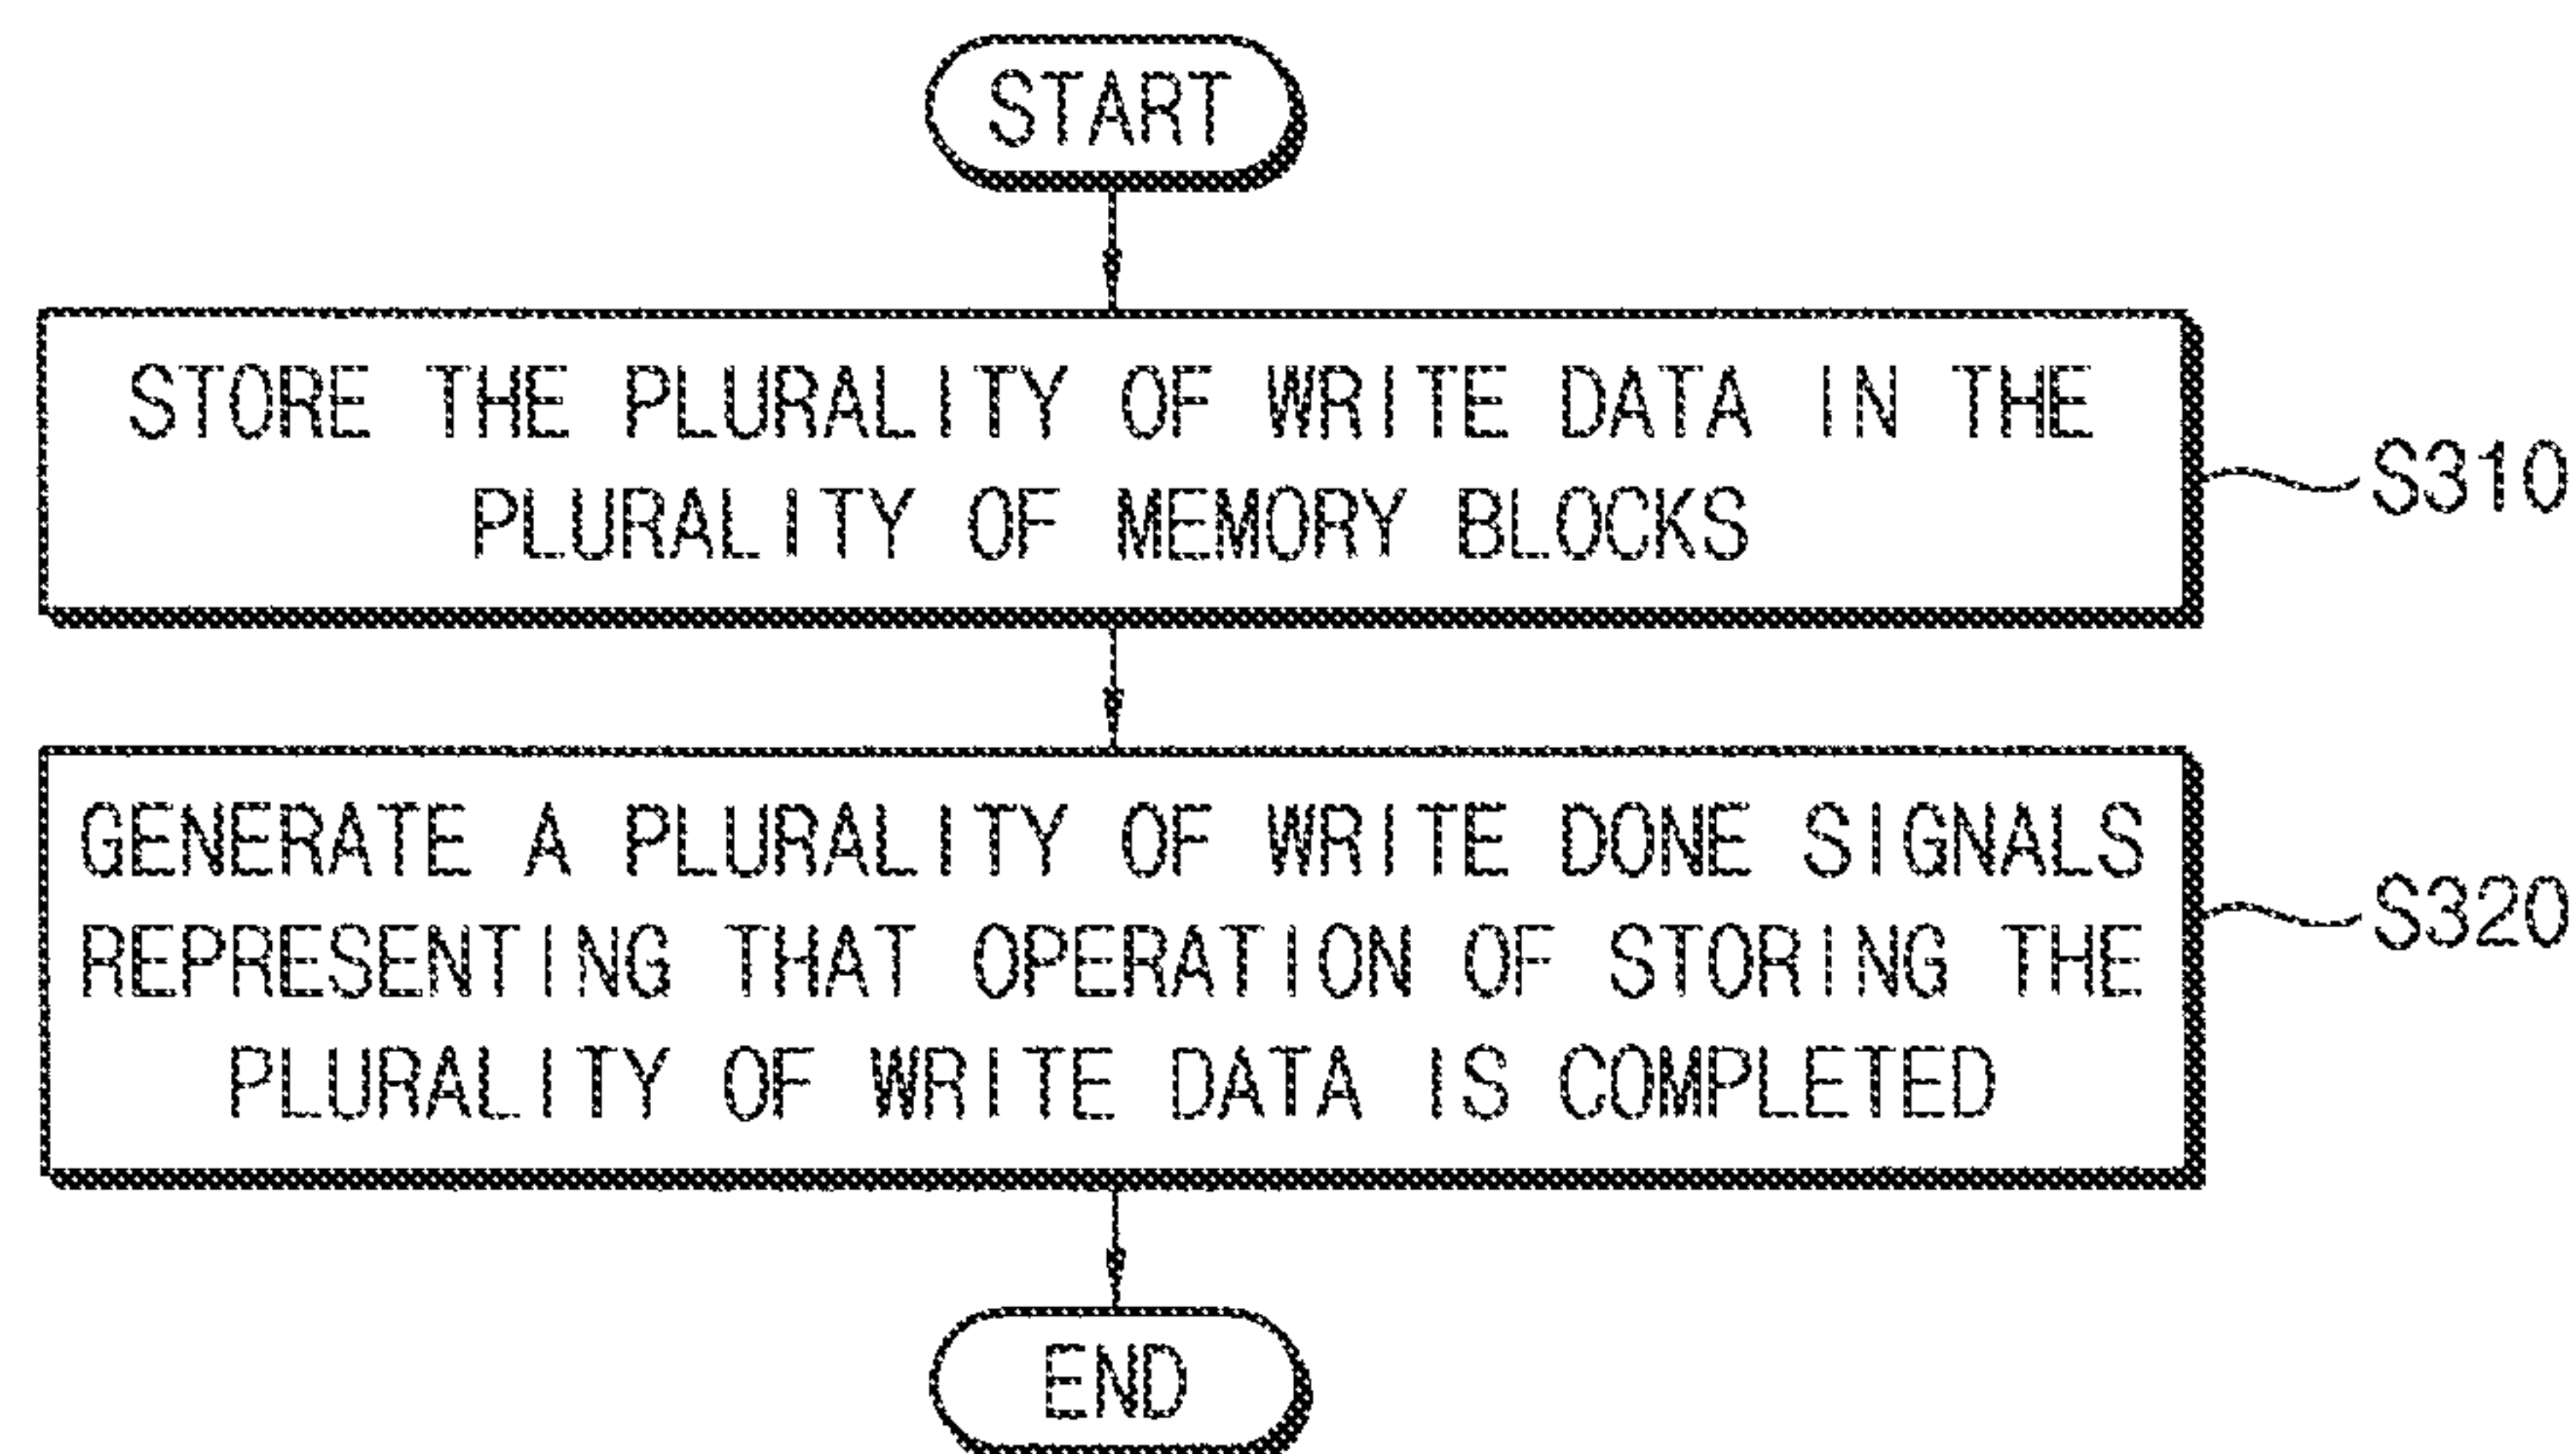 START
STORE THE PLURALITY OF WRITE DATA IN THE
PLURALITY OF MEMORY BLOCKS
S310
GENERATE A PLURALITY OF WRITE DONE SIGNALS
REPRESENTING THAT OPERATION OF STORING THE
PLURALITY OF WRITE DATA IS COMPLETED
S320
END